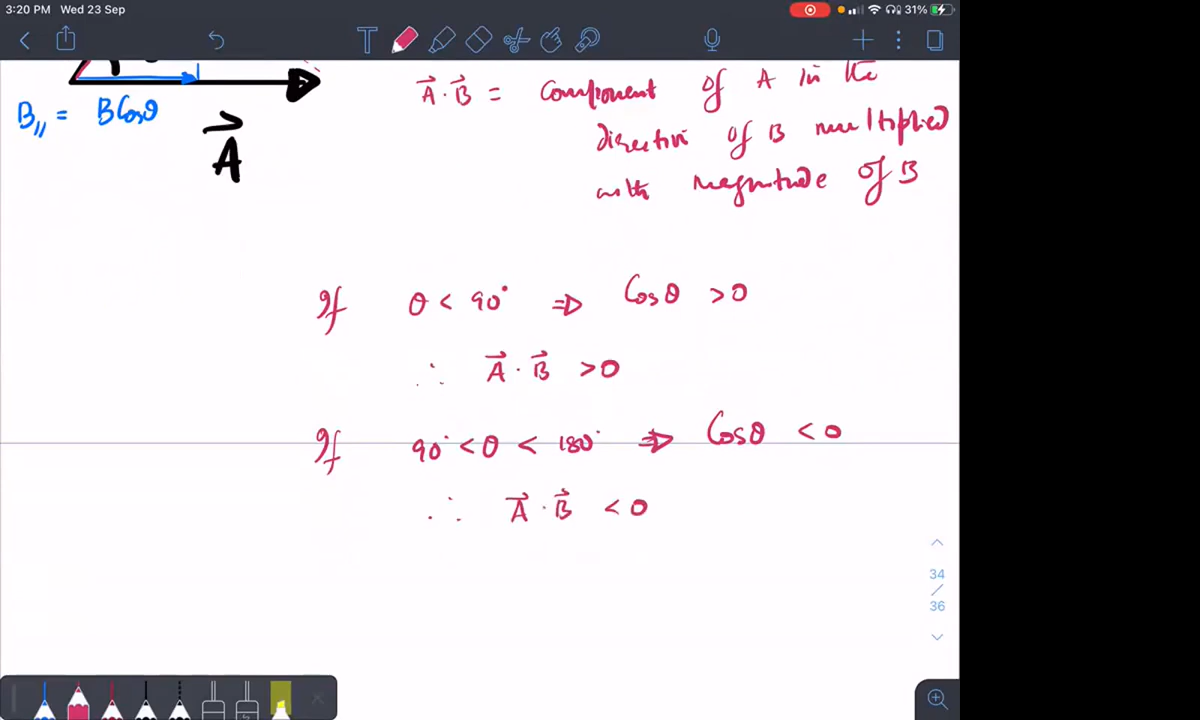 3:20 PM Wed 23 Sep
31%
B∥ = B Cosθ
A⃗
A⃗ · B⃗ = Component of A in the
direction of B multiplied
with magnitude of B
If θ < 90° ⇒ Cosθ > 0
∴ A⃗ · B⃗ > 0
If 90° < θ < 180° ⇒ Cosθ < 0
∴ A⃗ · B⃗ < 0
34
/
36